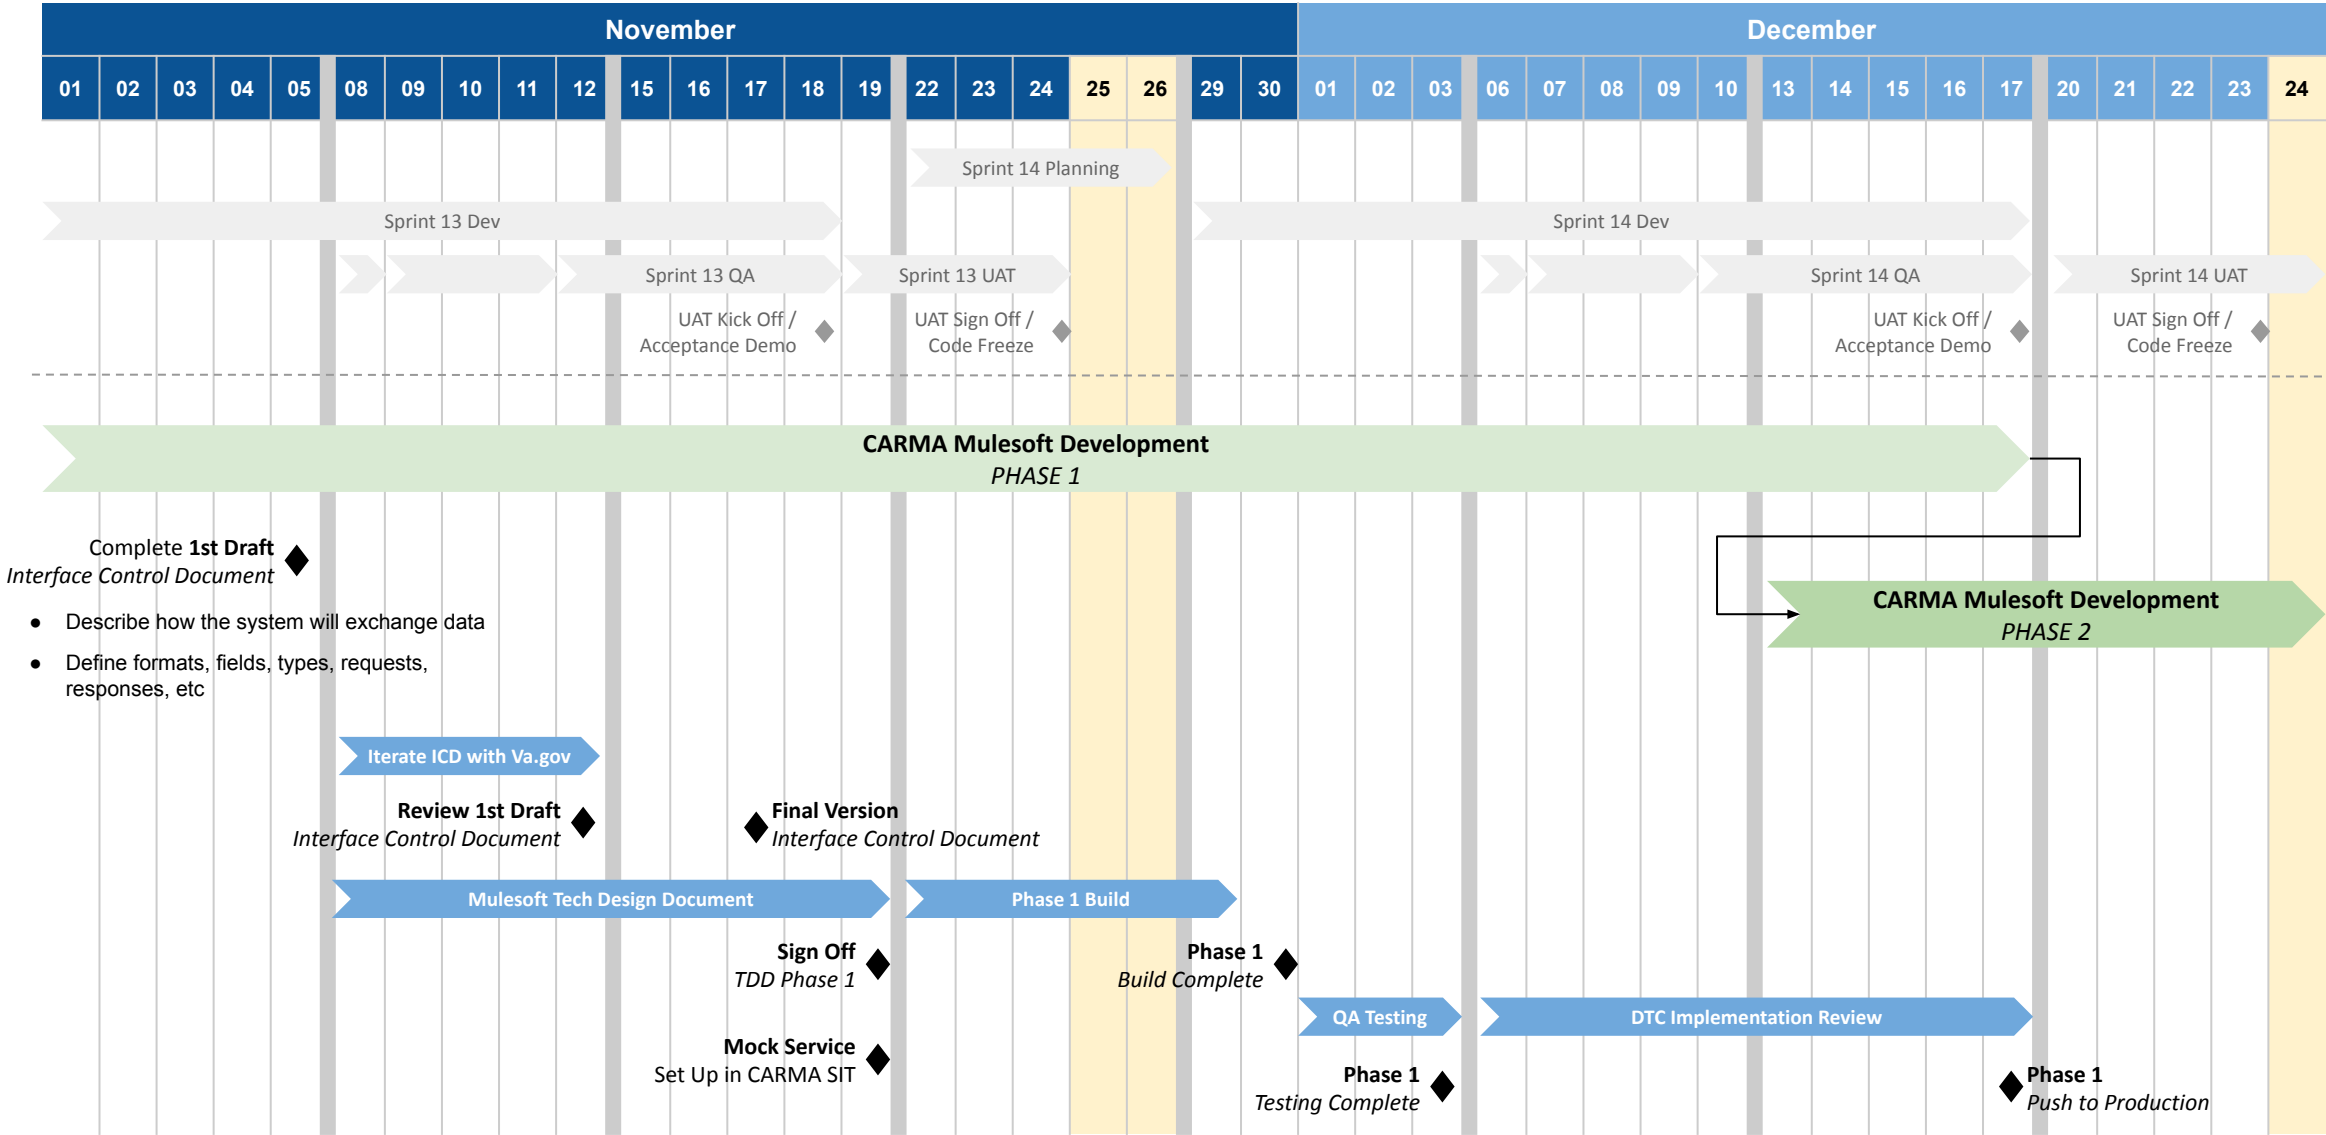 November
December
01 02 03 04 05 08 09 10 11 12 15 16 17 18 19 22 23 24 25 26 29 30 01 02 03 06 07 08 09 10 13 14 15 16 17 20 21 22 23 24
Sprint 14 Planning
Sprint 13 Dev
Sprint 14 Dev
Sprint 13 QA
Sprint 13 UAT
Sprint 14 QA
Sprint 14 UAT
UAT Kick Off /
Acceptance Demo
UAT Sign Off /
Code Freeze
UAT Kick Off /
Acceptance Demo
UAT Sign Off /
Code Freeze
CARMA Mulesoft Development
PHASE 1
Complete 1st Draft
Interface Control Document
● Describe how the system will exchange data
● Define formats, fields, types, requests,
responses, etc
CARMA Mulesoft Development
PHASE 2
Iterate ICD with Va.gov
Review 1st Draft
Interface Control Document
Final Version
Interface Control Document
Mulesoft Tech Design Document
Phase 1 Build
Sign Off
TDD Phase 1
Phase 1
Build Complete
QA Testing
DTC Implementation Review
Mock Service
Set Up in CARMA SIT
Phase 1
Testing Complete
Phase 1
Push to Production